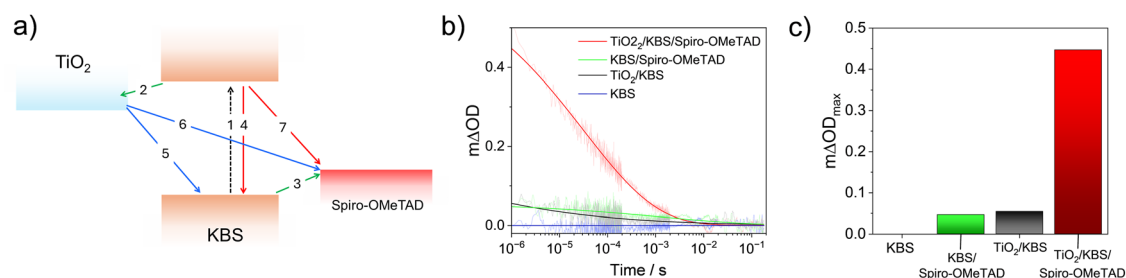 a)
TiO2
2
1
4
6
7
5
3
KBS
Spiro-OMeTAD
b)
TiO2₂/KBS/Spiro-OMeTAD
KBS/Spiro-OMeTAD
TiO₂/KBS
KBS
mΔOD
0.4
0.2
0.0
10⁻⁶ 10⁻⁵ 10⁻⁴ 10⁻³ 10⁻² 10⁻¹
Time / s
c)
mΔODmax
0.5
0.4
0.3
0.2
0.1
0.0
KBS
KBS/
Spiro-OMeTAD
TiO₂/KBS
TiO₂/KBS/
Spiro-OMeTAD